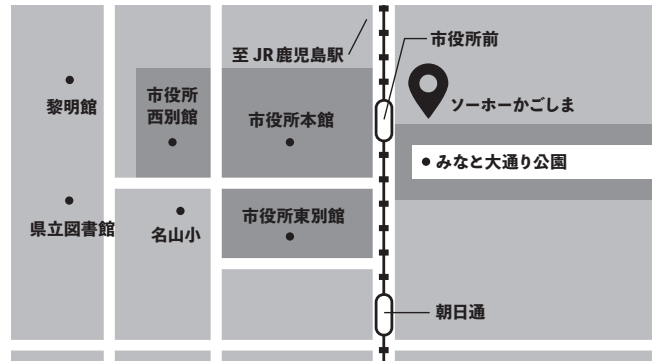 至 JR 鹿児島駅
市役所前
黎明館
市役所
西別館
市役所本館
ソーホーかごしま
みなと大通り公園
県立図書館
名山小
市役所東別館
朝日通